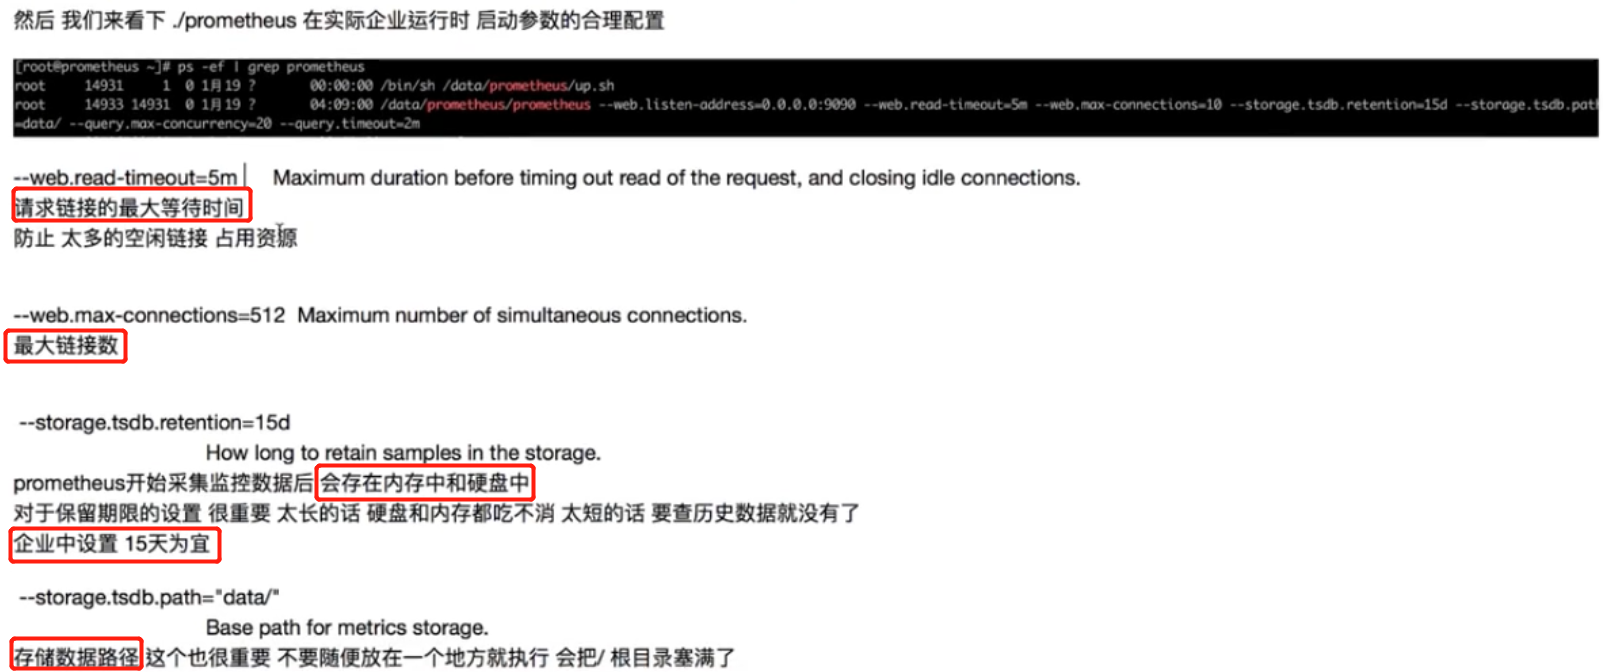 然后 我们来看下 ./prometheus 在实际企业运行时 启动参数的合理配置
[root@prometheus ~]# ps -ef | grep prometheus
root 14931 1 0 1月19 ? 00:00:00 /bin/sh /data/prometheus/up.sh
root 14933 14931 0 1月19 ? 04:09:00 /data/prometheus/prometheus --web.listen-address=0.0.0.0:9090 --web.read-timeout=5m --web.max-connections=10 --storage.tsdb.retention=15d --storage.tsdb.path
=data/ --query.max-concurrency=20 --query.timeout=2m
--web.read-timeout=5m Maximum duration before timing out read of the request, and closing idle connections.
请求链接的最大等待时间
防止 太多的空闲链接 占用资源
--web.max-connections=512 Maximum number of simultaneous connections.
最大链接数
--storage.tsdb.retention=15d
How long to retain samples in the storage.
prometheus开始采集监控数据后 会存在内存中和硬盘中
对于保留期限的设置 很重要 太长的话 硬盘和内存都吃不消 太短的话 要查历史数据就没有了
企业中设置 15天为宜
--storage.tsdb.path="data/"
Base path for metrics storage.
存储数据路径 这个也很重要 不要随便放在一个地方就执行 会把/ 根目录塞满了